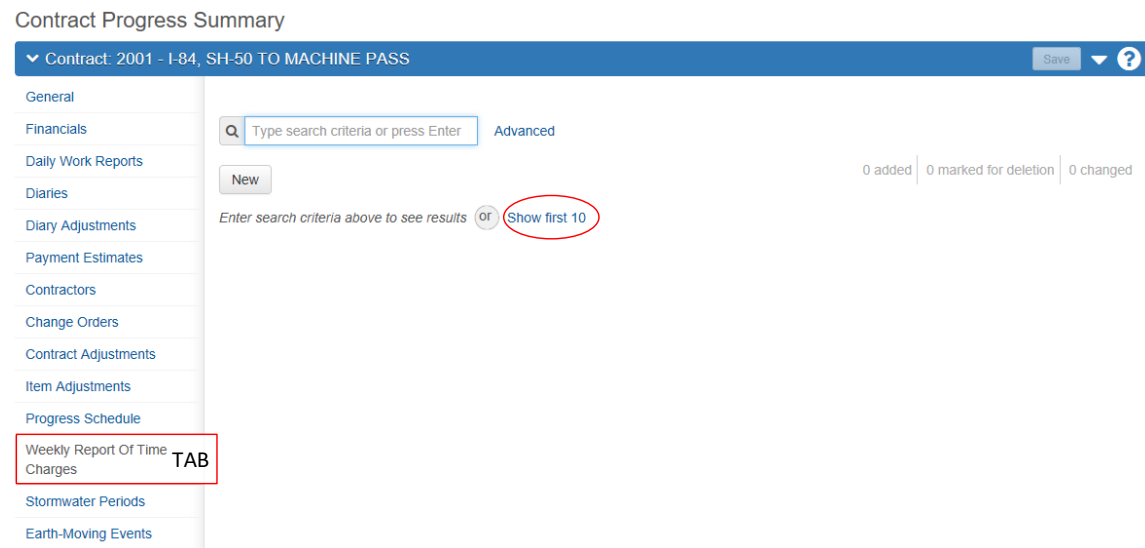 Contract Progress Summary
Contract: 2001 - I-84, SH-50 TO MACHINE PASS
Save
?
General
Financials
Daily Work Reports
Diaries
Diary Adjustments
Payment Estimates
Contractors
Change Orders
Contract Adjustments
Item Adjustments
Progress Schedule
Weekly Report Of Time
Charges
TAB
Stormwater Periods
Earth-Moving Events
Type search criteria or press Enter
Advanced
New
0 added
0 marked for deletion
0 changed
Enter search criteria above to see results or Show first 10